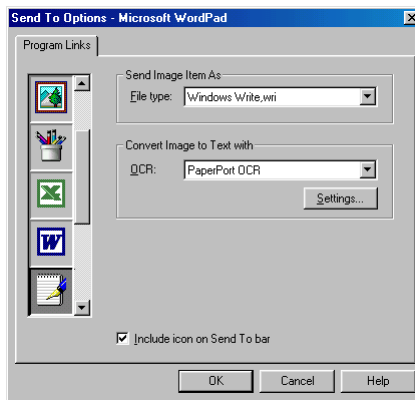 Send To Options - Microsoft WordPad
Program Links
Send Image Item As
File type: Windows Write,wri
Convert Image to Text with
OCR: PaperPort OCR
Settings...
Include icon on Send To bar
OK Cancel Help